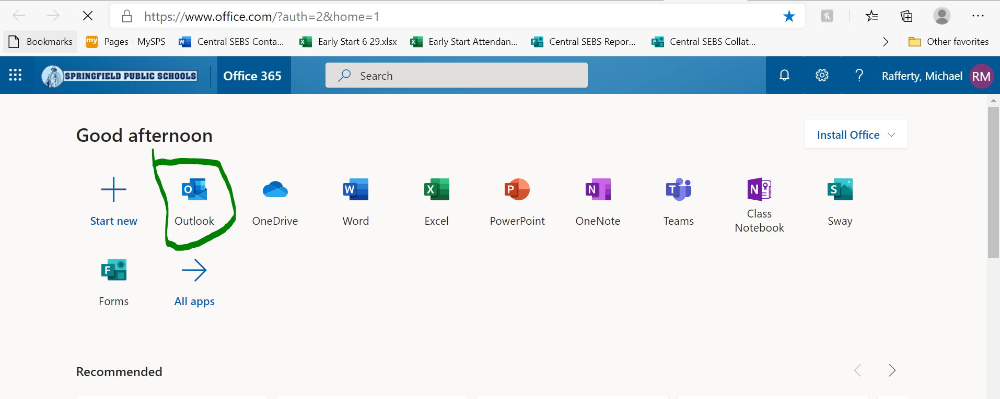 https://www.office.com/?auth=2&home=1
Bookmarks
my Pages - MySPS
Central SEBS Conta...
Early Start 6 29.xlsx
Early Start Attendan...
Central SEBS Repor...
Central SEBS Collat...
Other favorites
SPRINGFIELD PUBLIC SCHOOLS
Office 365
Search
Rafferty, Michael
RM
Good afternoon
Install Office
Start new
Outlook
OneDrive
Word
Excel
PowerPoint
OneNote
Teams
Class
Notebook
Sway
Forms
All apps
Recommended